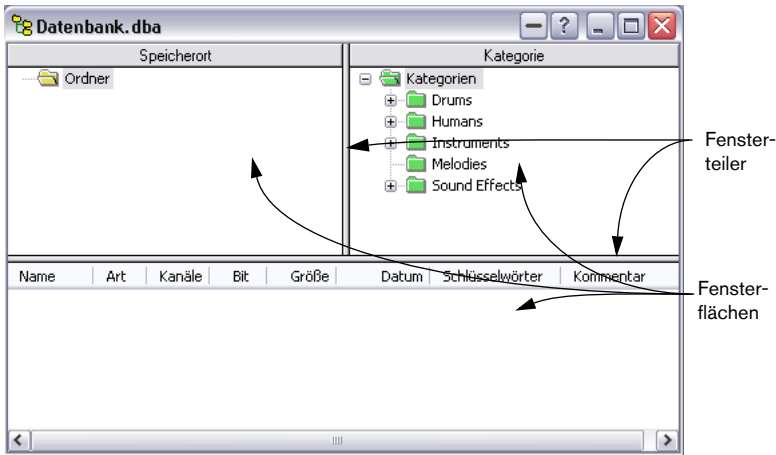 Datenbank.dba
Speicherort Kategorie
Ordner
Kategorien
Drums
Humans
Instruments
Melodies
Sound Effects
Fenster-
teiler
Name Art Kanäle Bit Größe Datum Schlüsselwörter Kommentar
Fenster-
flächen